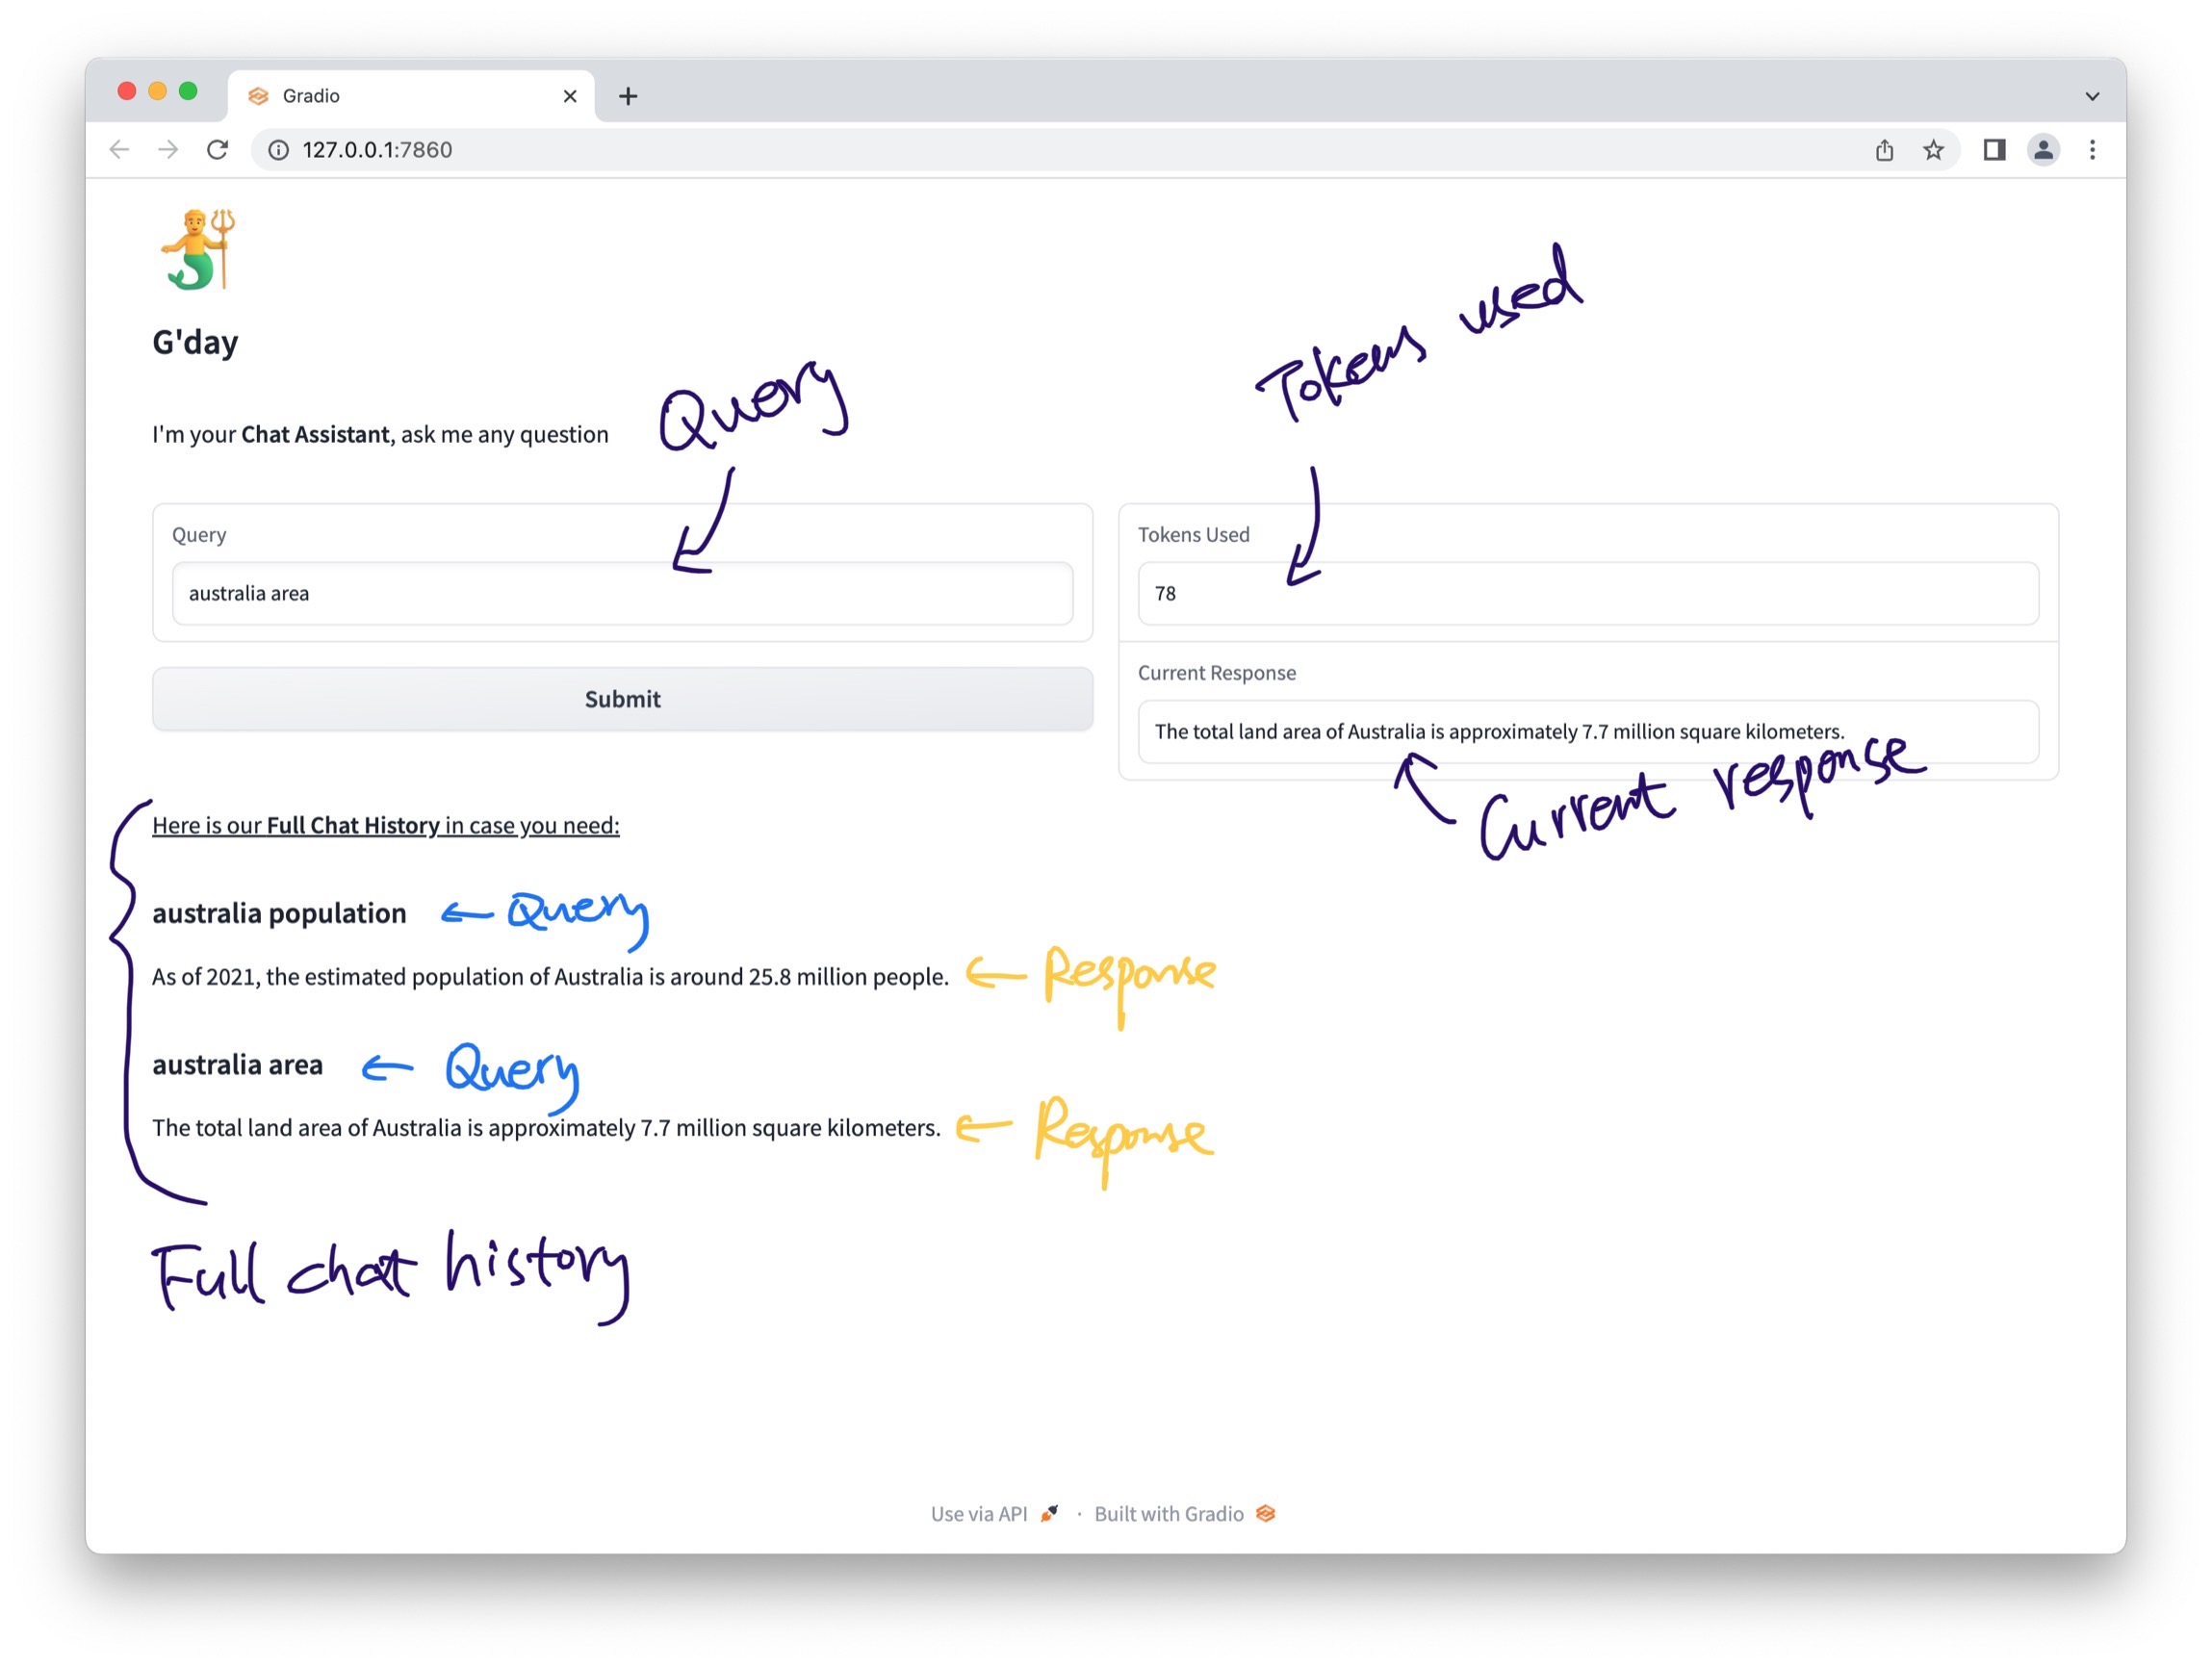 Gradio
127.0.0.1:7860
G'day
I'm your Chat Assistant, ask me any question
Query
Tokens used
Query
australia area
Submit
Tokens Used
78
Current Response
The total land area of Australia is approximately 7.7 million square kilometers.
Current response
Here is our Full Chat History in case you need:
australia population ← Query
As of 2021, the estimated population of Australia is around 25.8 million people. ← Response
australia area ← Query
The total land area of Australia is approximately 7.7 million square kilometers. ← Response
Full chat history
Use via API · Built with Gradio